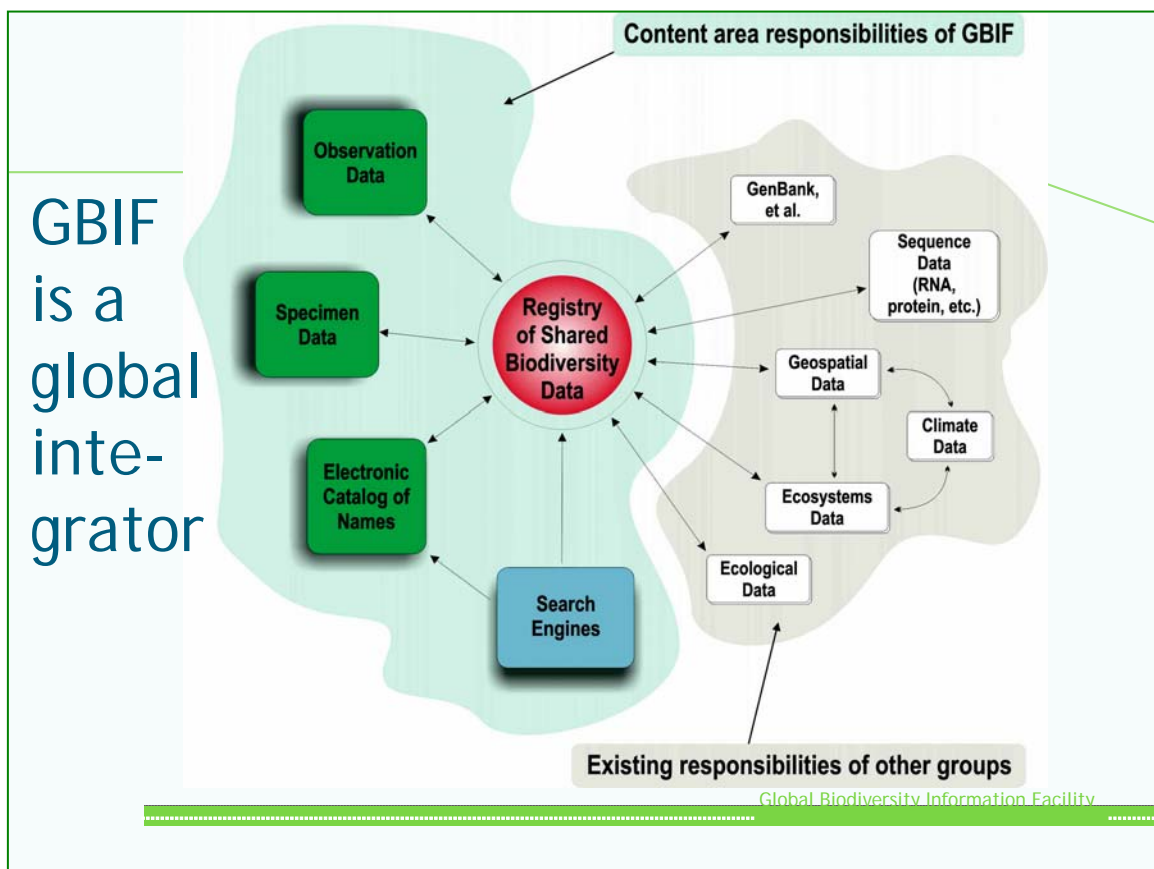 Content area responsibilities of GBIF
GBIF
is a
global
inte-
grator
Observation
Data
Specimen
Data
Electronic
Catalog of
Names
Search
Engines
Registry
of Shared
Biodiversity
Data
GenBank,
et al.
Sequence
Data
(RNA,
protein, etc.)
Geospatial
Data
Climate
Data
Ecosystems
Data
Ecological
Data
Existing responsibilities of other groups
Global Biodiversity Information Facility